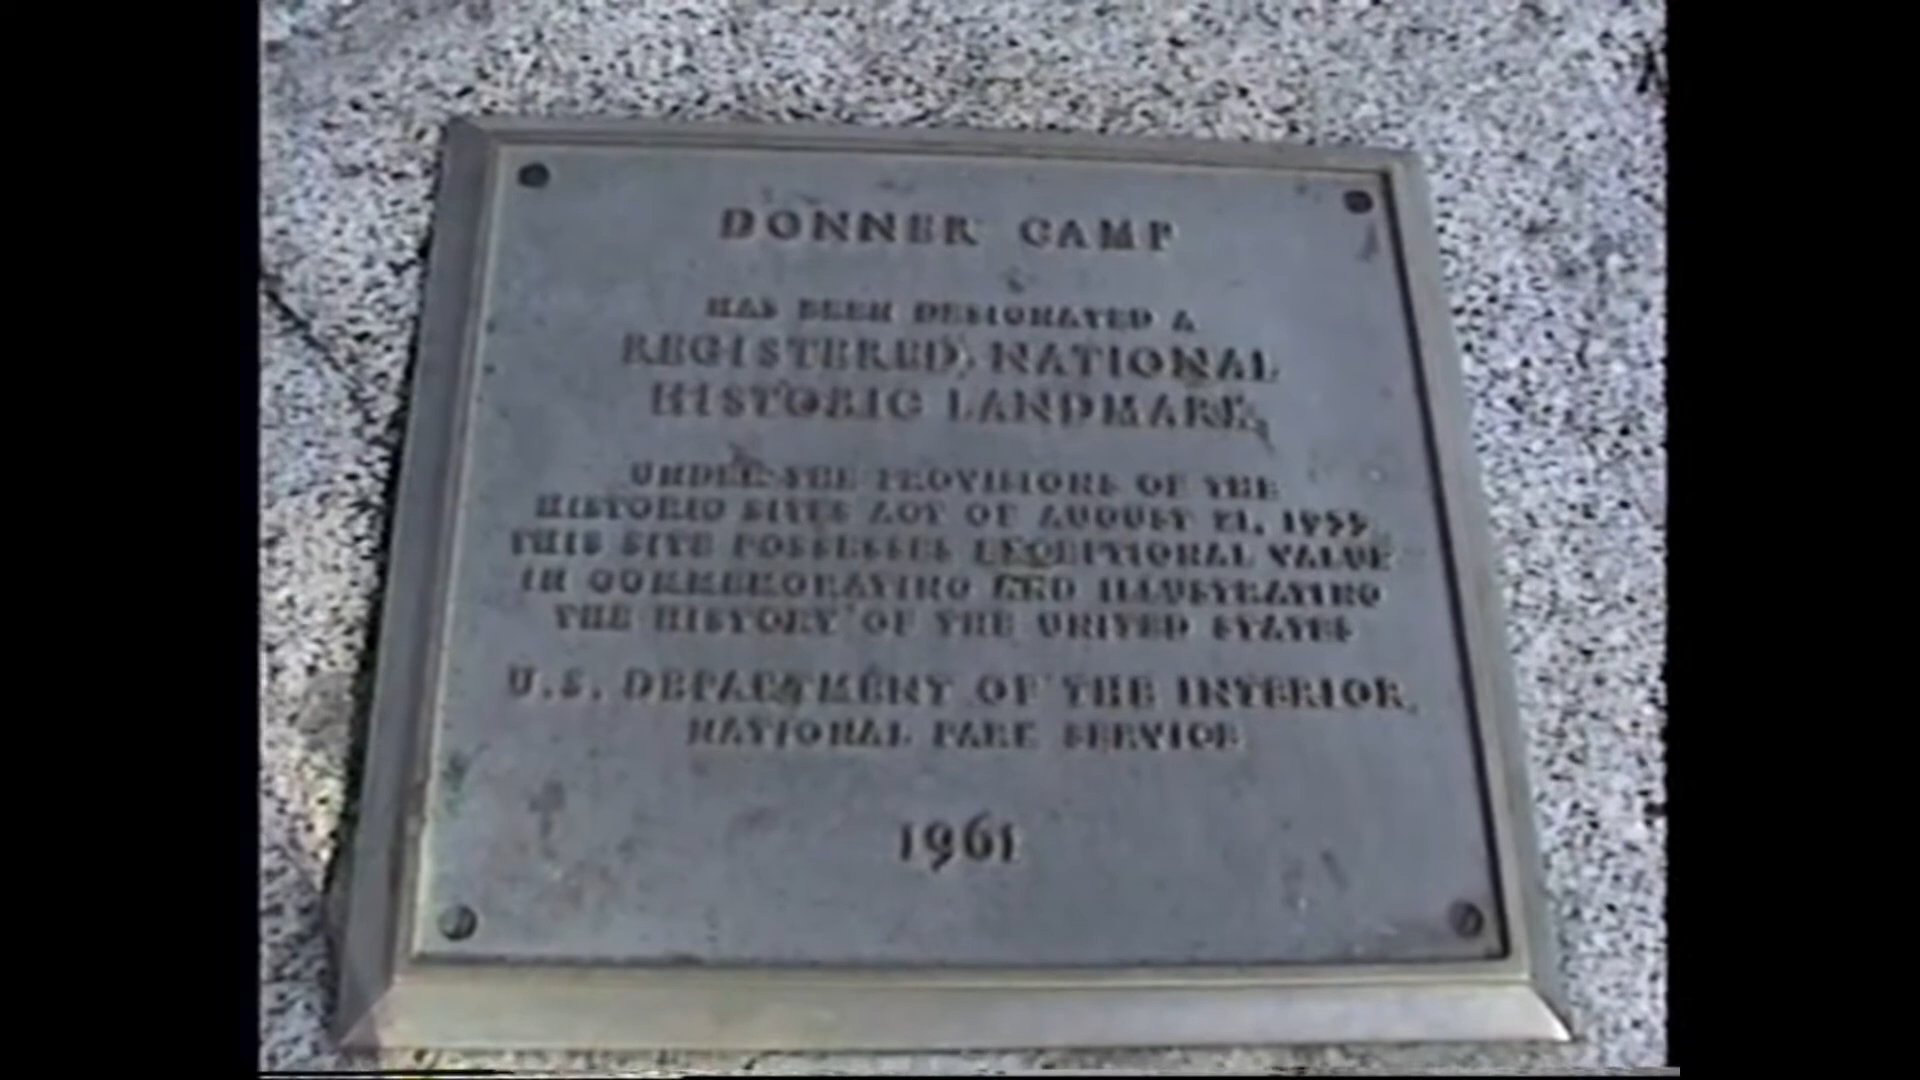 DONNER CAMP
HAS BEEN DESIGNATED A
REGISTERED NATIONAL
HISTORIC LANDMARK
UNDER THE PROVISIONS OF THE
HISTORIC SITES ACT OF AUGUST 21, 1935
THIS SITE POSSESSES EXCEPTIONAL VALUE
IN COMMEMORATING AND ILLUSTRATING
THE HISTORY OF THE UNITED STATES
U.S. DEPARTMENT OF THE INTERIOR
NATIONAL PARK SERVICE
1961